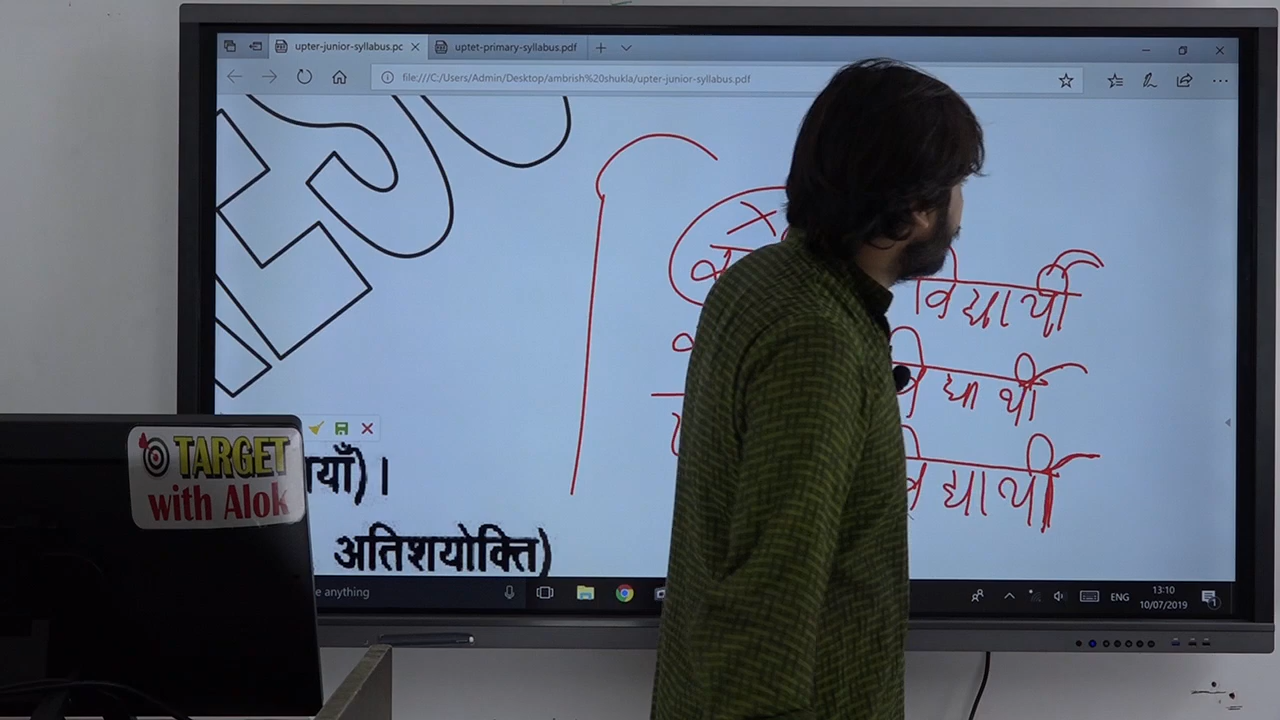 upter-junior-syllabus.pc
uptet-primary-syllabus.pdf
file:///C:/Users/Admin/Desktop/ambrish%20shukla/upter-junior-syllabus.pdf
विद्यार्थी
विद्यार्थी
विद्यार्थी
TARGET
with Alok
याँ)।
अतिशयोक्ति)
e anything
ENG
13:10
10/07/2019